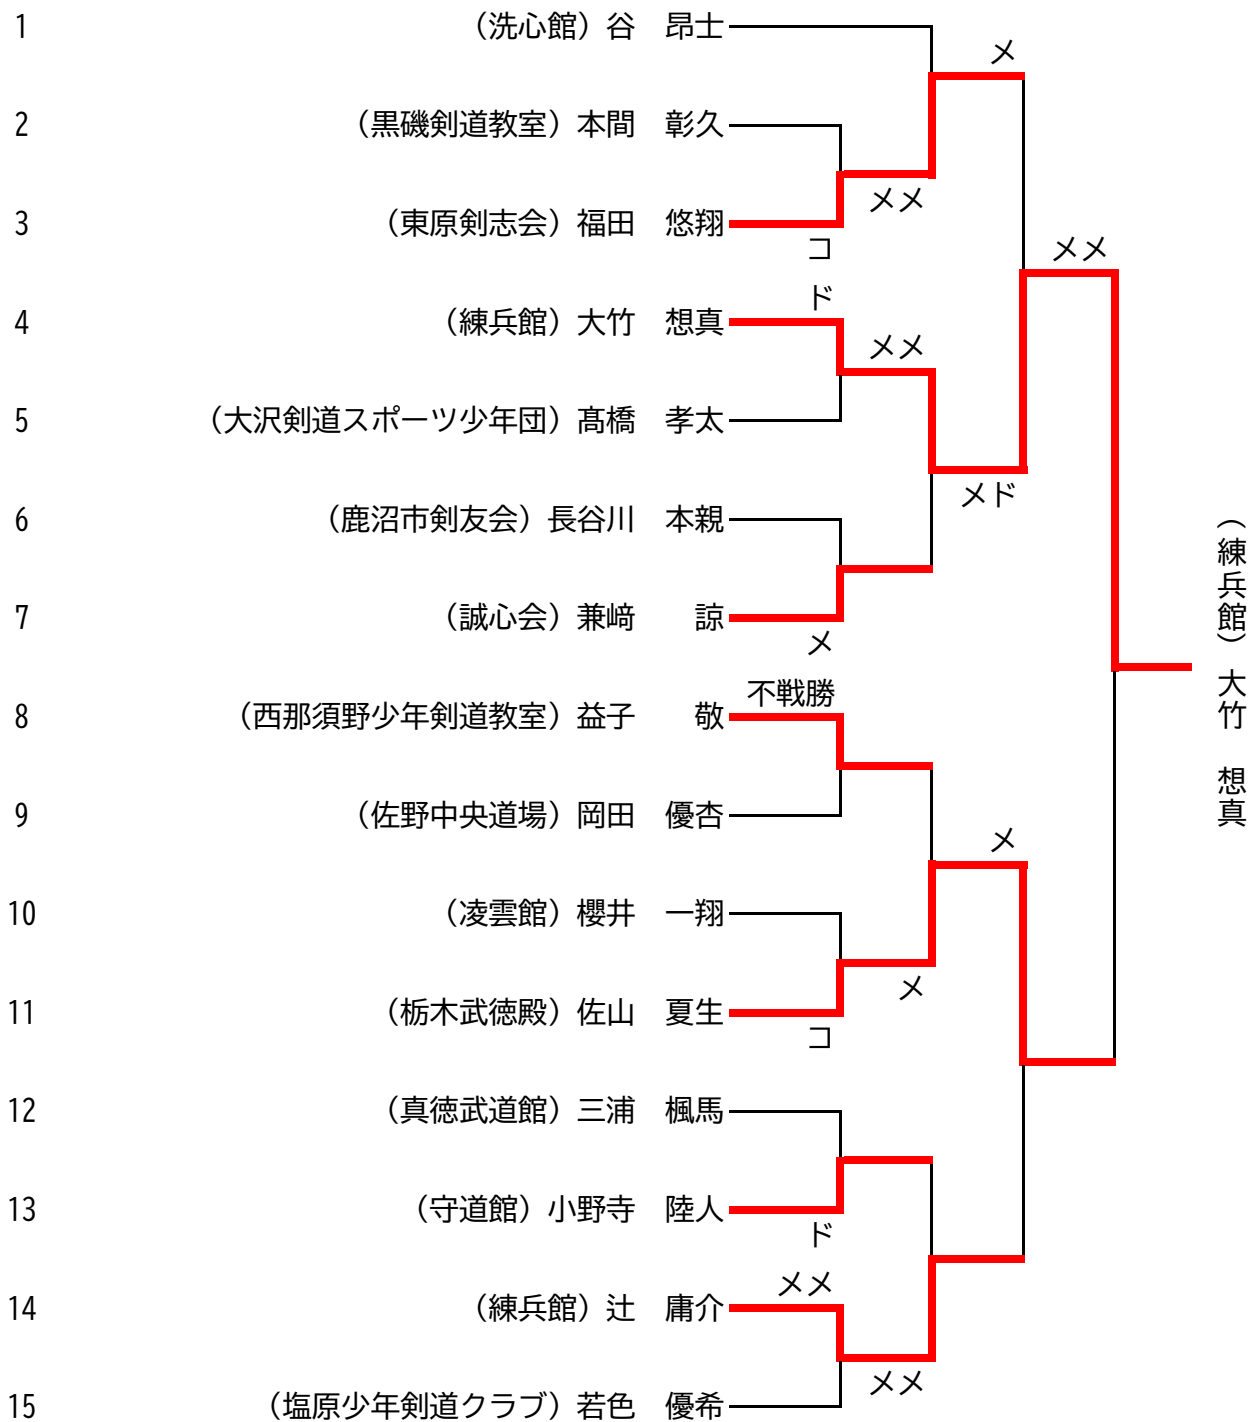 1 (洗心館)谷 昂士
メ
2 (黒磯剣道教室)本間 彰久
メメ
3 (東原剣志会)福田 悠翔
コ
メメ
ド
4 (練兵館)大竹 想真
メメ
5 (大沢剣道スポーツ少年団)髙橋 孝太
メド
6 (鹿沼市剣友会)長谷川 本親
7 (誠心会)兼﨑 諒
メ
(練兵館)大竹 想真
不戦勝
8 (西那須野少年剣道教室)益子 敬
9 (佐野中央道場)岡田 優杏
メ
10 (凌雲館)櫻井 一翔
メ
11 (栃木武徳殿)佐山 夏生
コ
12 (真徳武道館)三浦 楓馬
13 (守道館)小野寺 陸人
ド
メメ
14 (練兵館)辻 庸介
メメ
15 (塩原少年剣道クラブ)若色 優希